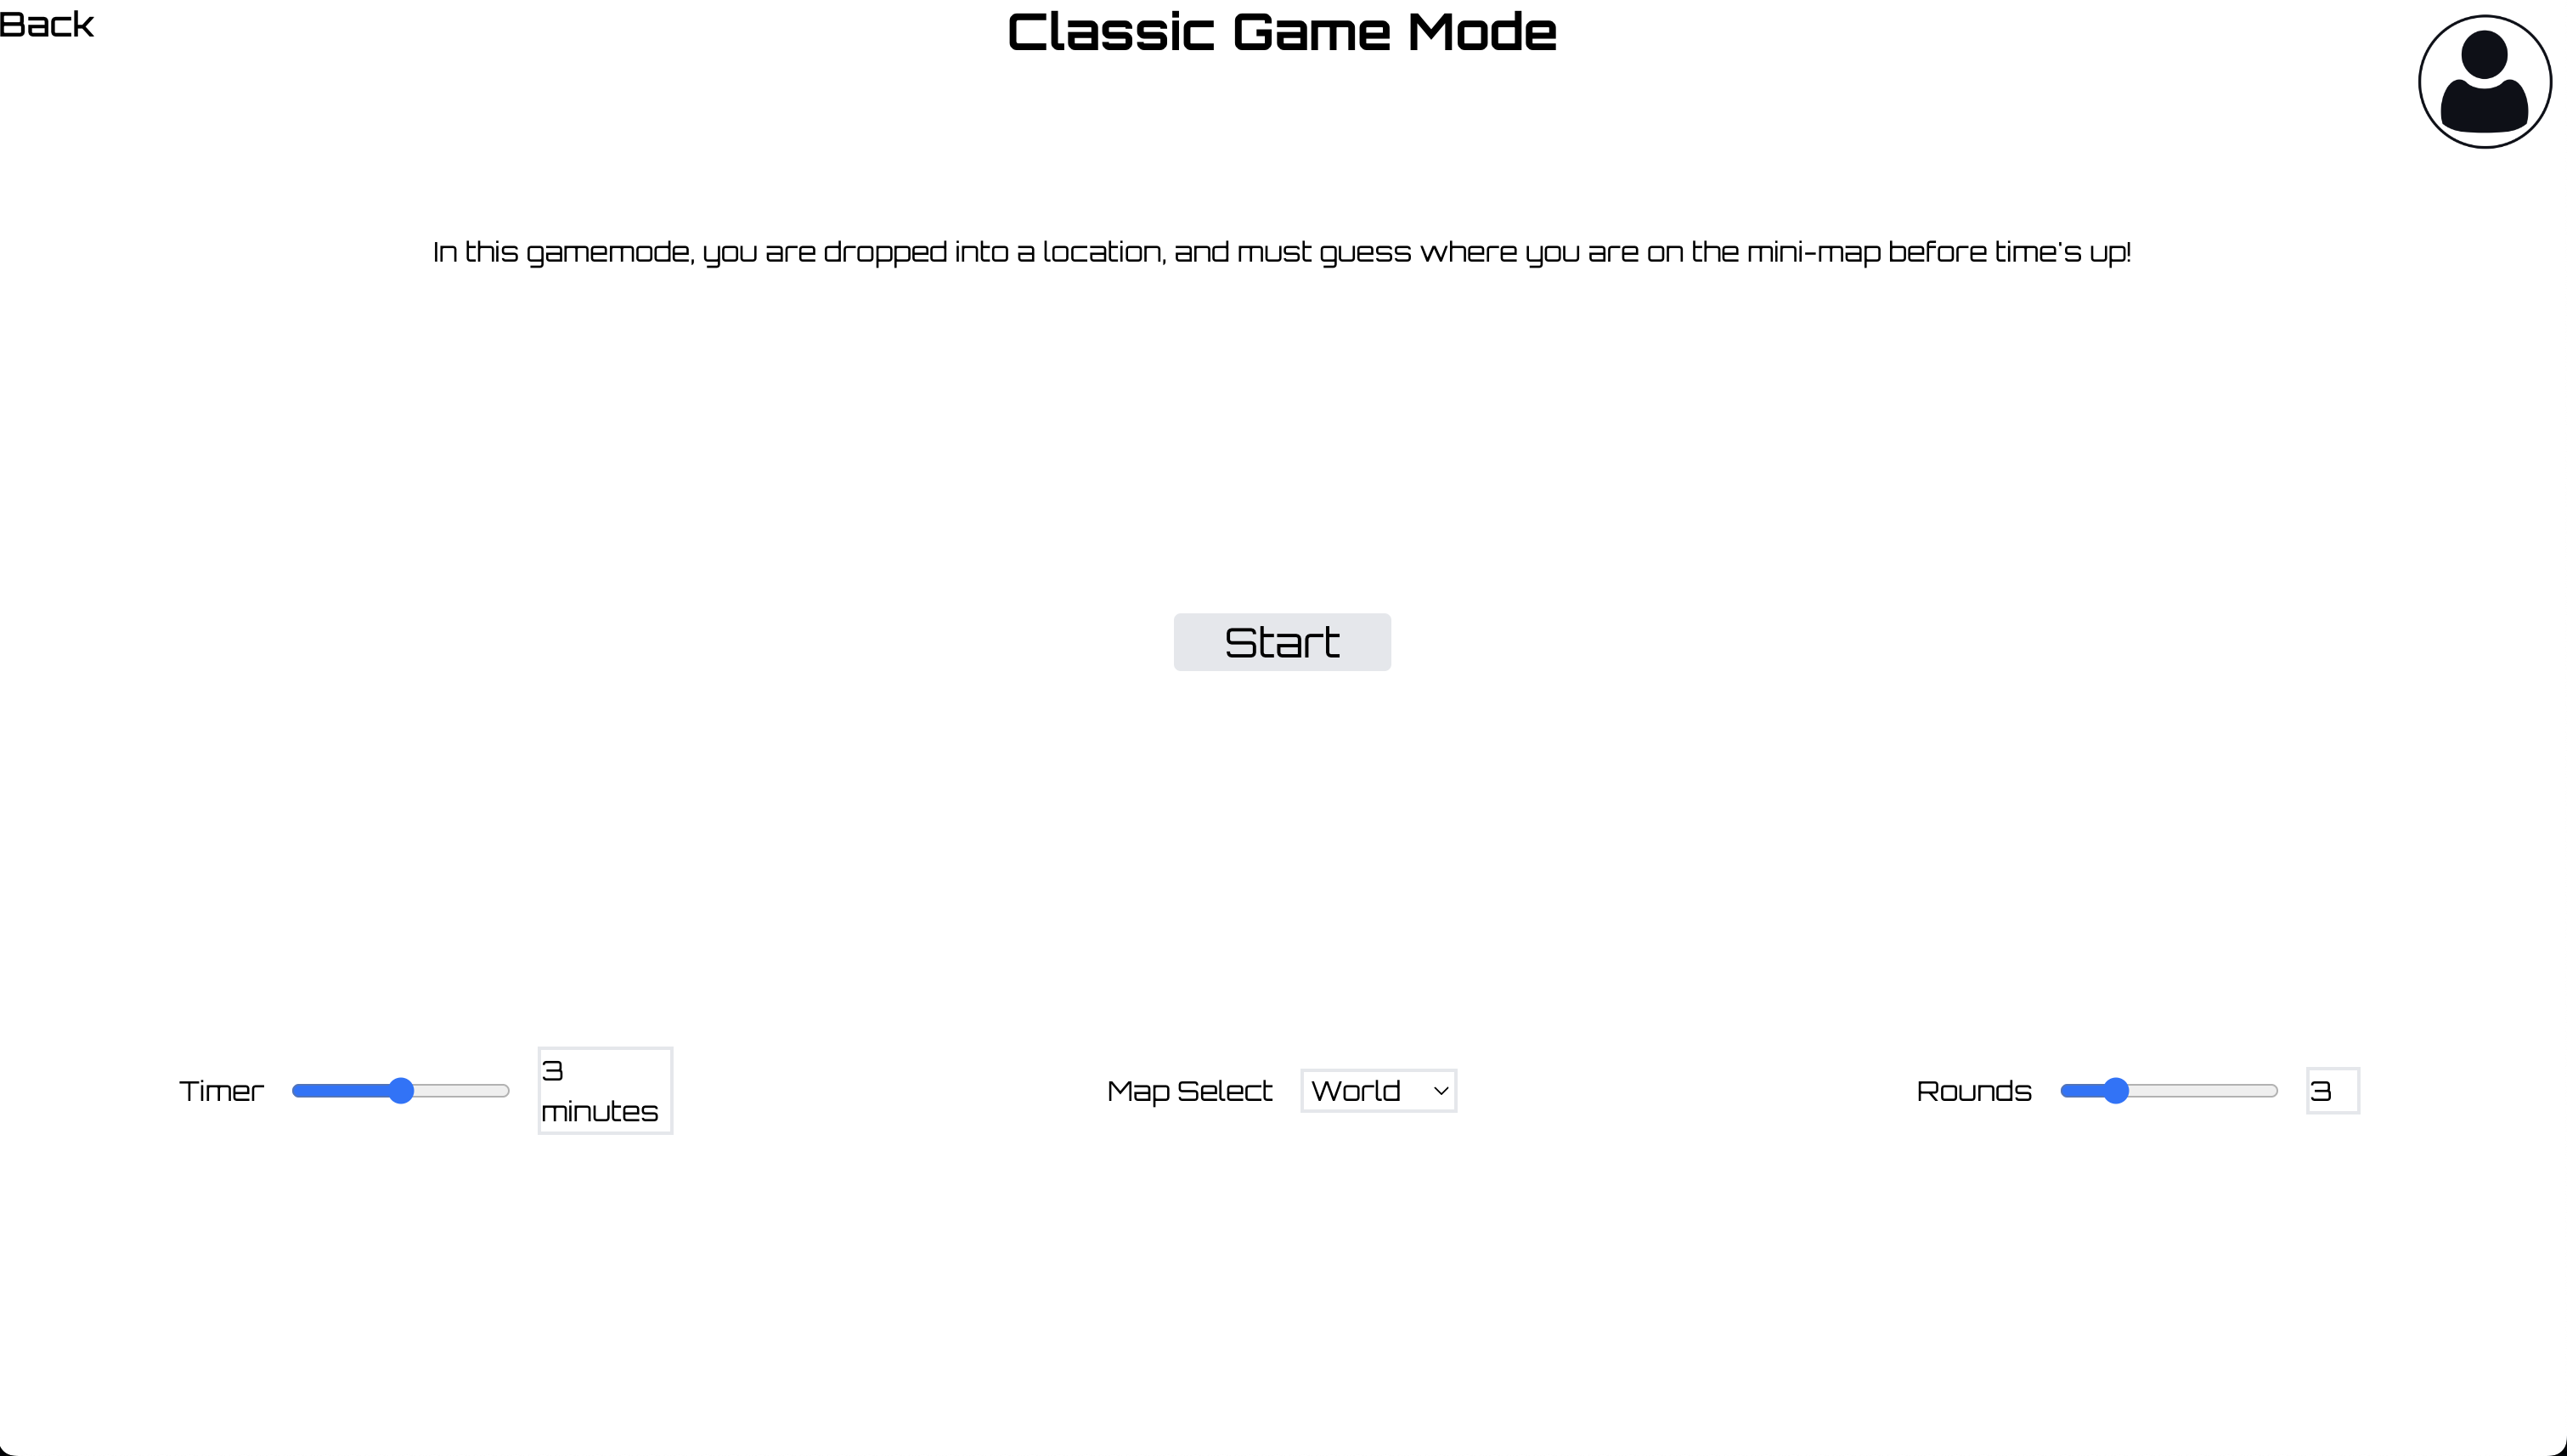 Back
Classic Game Mode
In this gamemode, you are dropped into a location, and must guess where you are on the mini-map before time's up!
Start
Timer
3
minutes
Map Select
World
Rounds
3